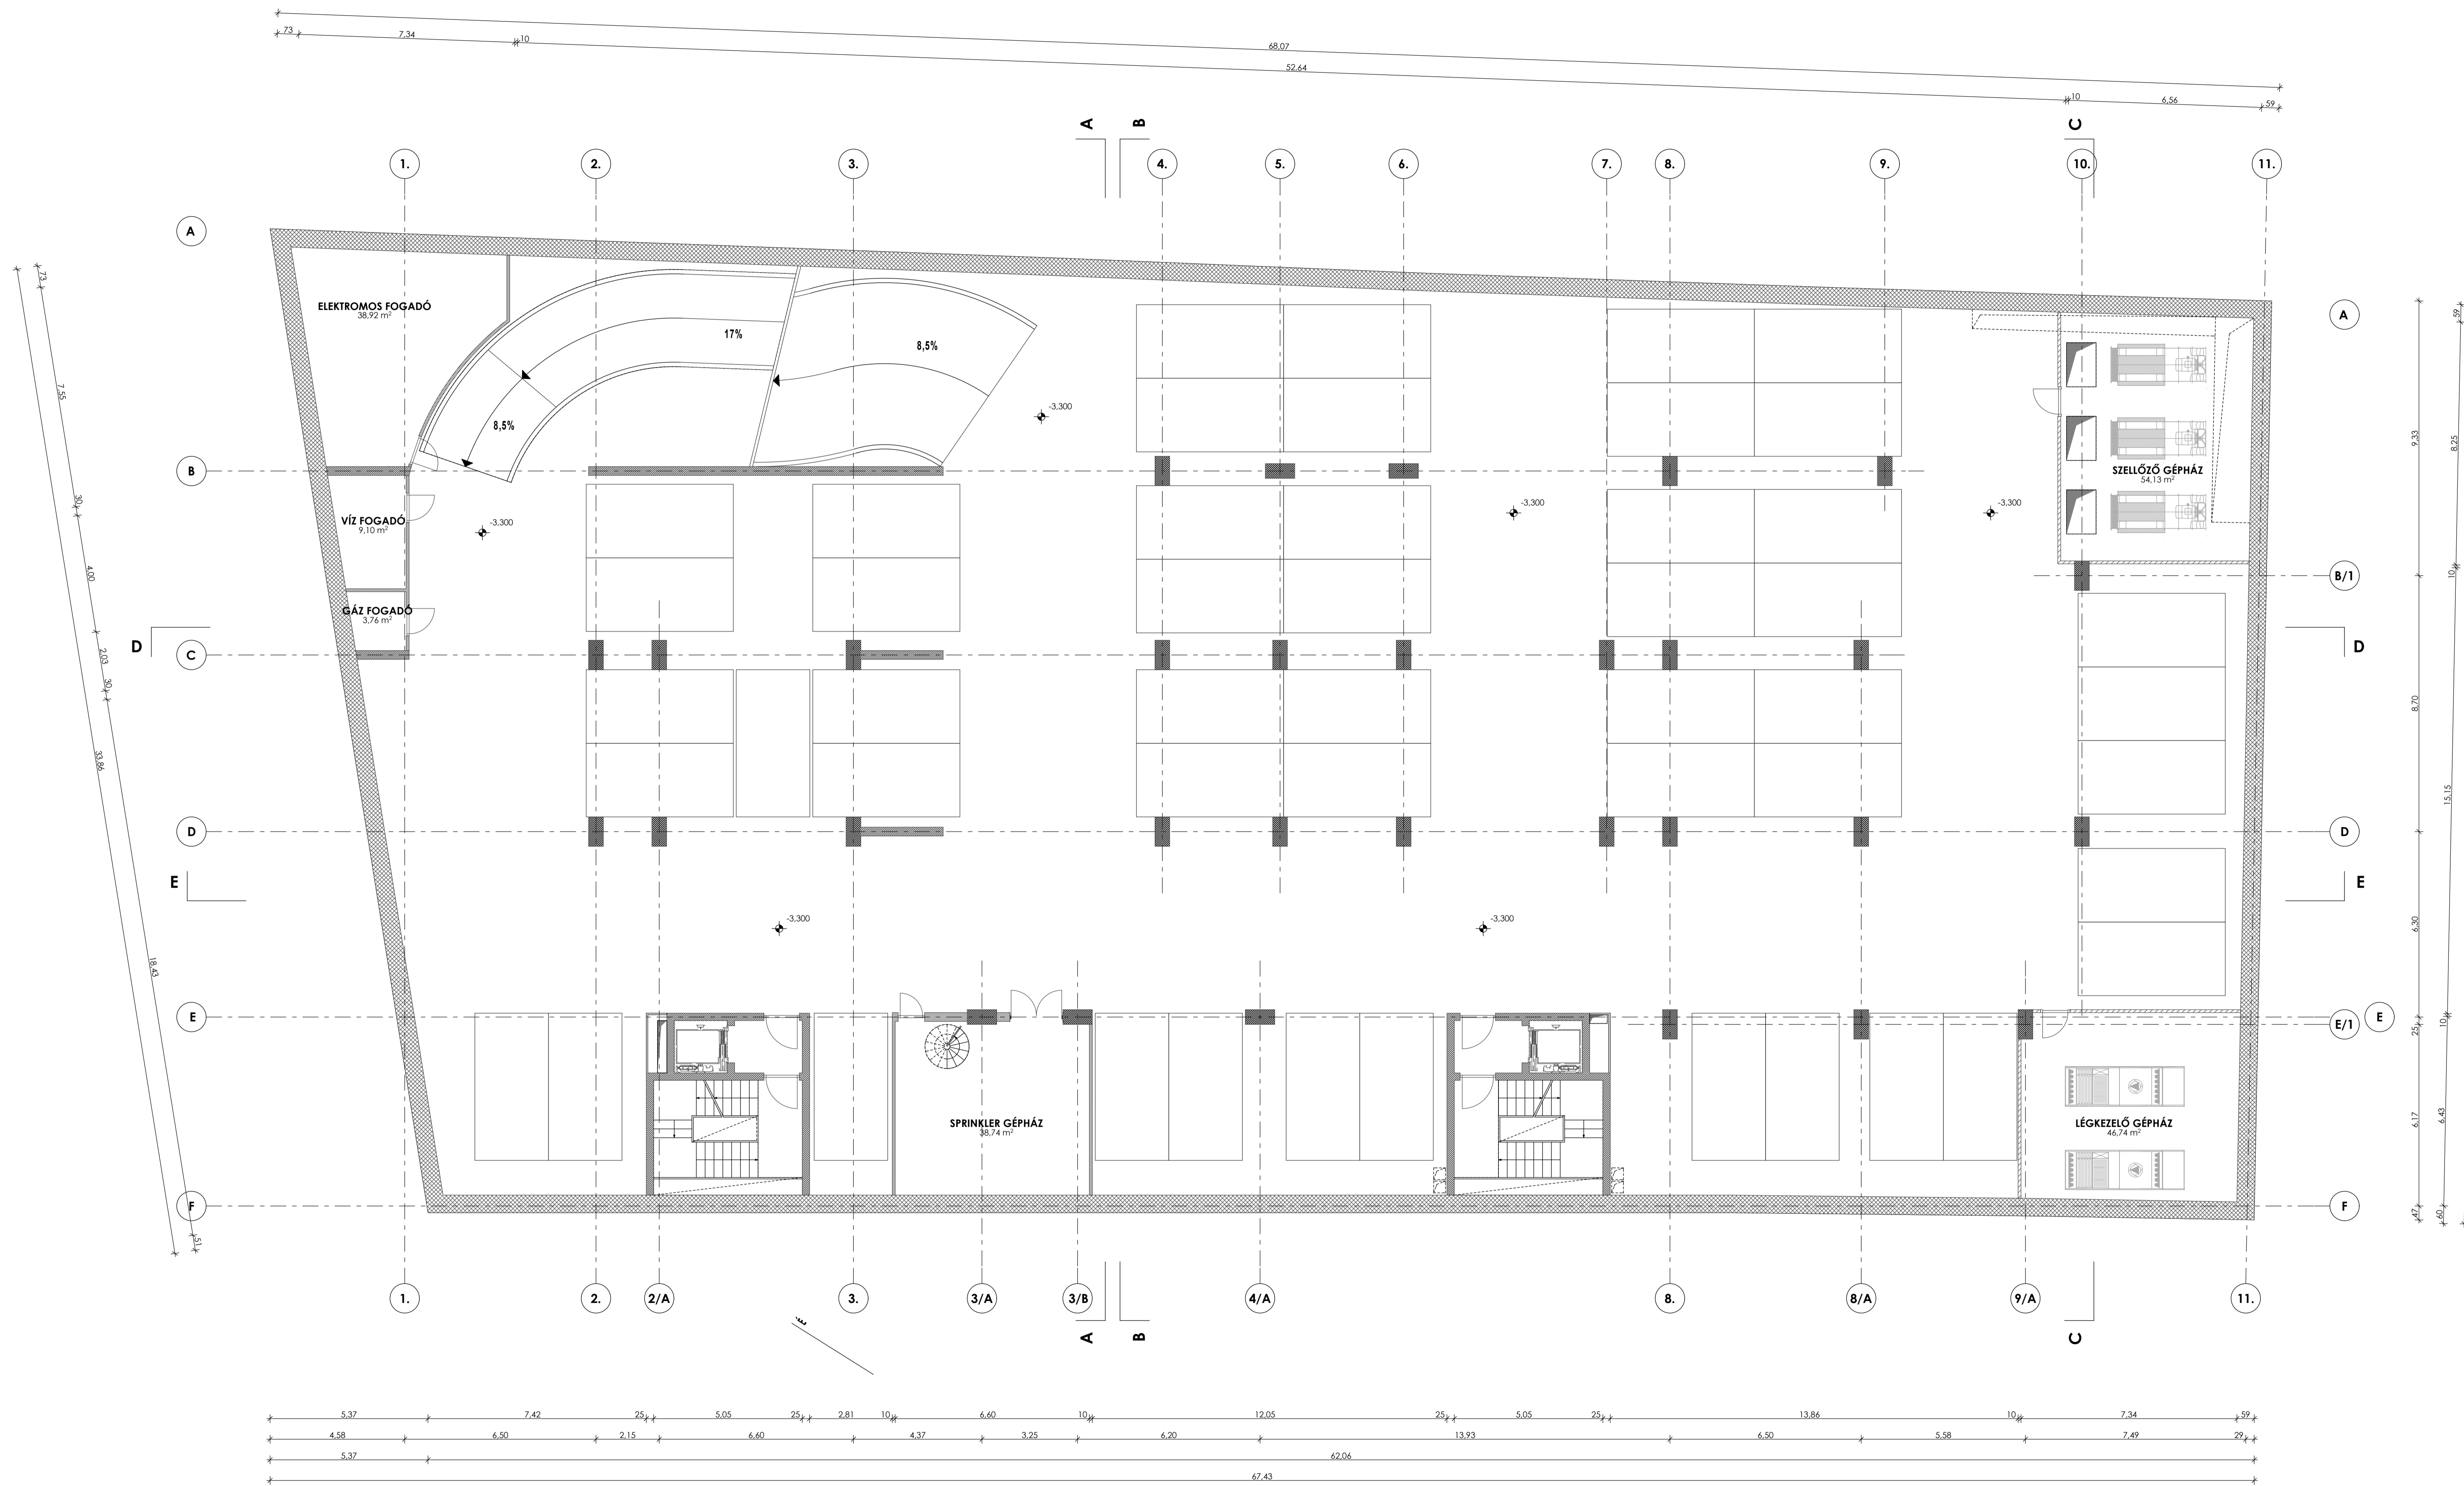 68,07
73 7,34 10 52,64 10 6,56 59
A B C
1. 2. 3. 4. 5. 6. 7. 8. 9. 10. 11.
A A
73
7,55
30
4,00
2,03
30
18,43
51
33,86
ELEKTROMOS FOGADÓ
38,92 m²
17%
8,5%
8,5%
-3,300
B
VÍZ FOGADÓ
9,10 m²
-3,300
-3,300
-3,300
SZELLŐZŐ GÉPHÁZ
54,13 m²
B/1
GÁZ FOGADÓ
3,76 m²
D D
C
D D
E E
-3,300
-3,300
E E/1 E
SPRINKLER GÉPHÁZ
38,74 m²
LÉGKEZELŐ GÉPHÁZ
46,74 m²
F F
59
9,33
8,25
10
8,70
15,15
6,30
25
10
6,17
6,43
47
60
1. 2. 2/A 3. 3/A 3/B 4/A 8. 8/A 9/A 11.
A B C
E
5,37 7,42 25 5,05 25 2,81 10 6,60 10 12,05 25 5,05 25 13,86 10 7,34 59
4,58 6,50 2,15 6,60 4,37 3,25 6,20 13,93 6,50 5,58 7,49 29
5,37 62,06
67,43